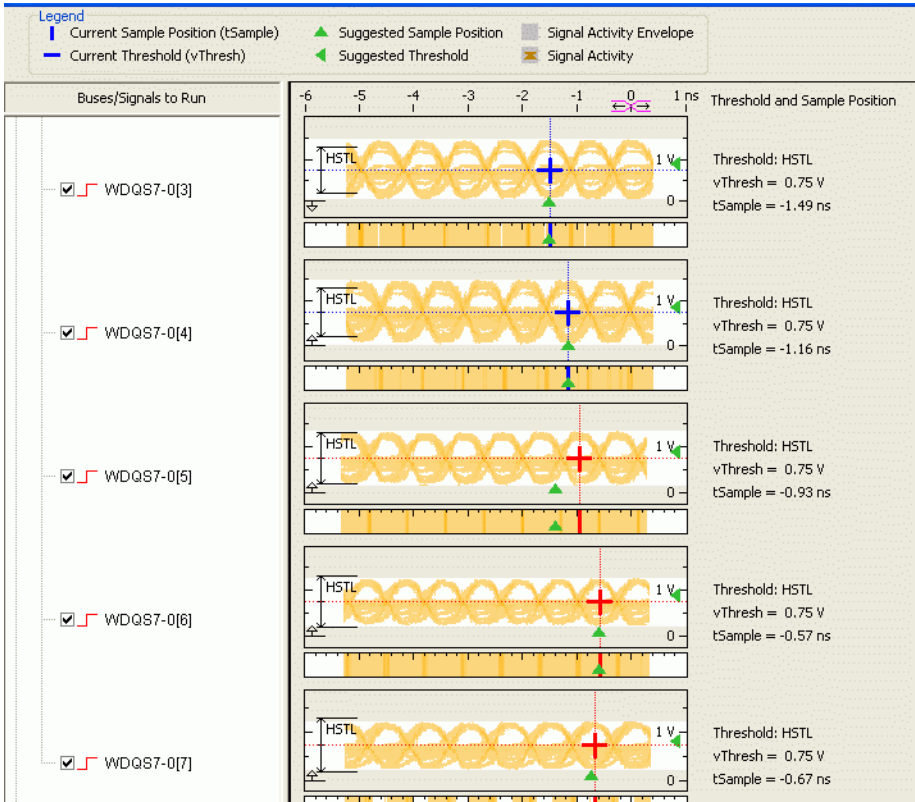 Legend
Current Sample Position (tSample)
Suggested Sample Position
Signal Activity Envelope
Current Threshold (vThresh)
Suggested Threshold
Signal Activity
Buses/Signals to Run
-6 -5 -4 -3 -2 -1 0 1 ns
Threshold and Sample Position
WDQS7-0[3]
HSTL
1 V
0
Threshold: HSTL
vThresh = 0.75 V
tSample = -1.49 ns
WDQS7-0[4]
HSTL
1 V
0
Threshold: HSTL
vThresh = 0.75 V
tSample = -1.16 ns
WDQS7-0[5]
HSTL
1 V
0
Threshold: HSTL
vThresh = 0.75 V
tSample = -0.93 ns
WDQS7-0[6]
HSTL
1 V
0
Threshold: HSTL
vThresh = 0.75 V
tSample = -0.57 ns
WDQS7-0[7]
HSTL
1 V
0
Threshold: HSTL
vThresh = 0.75 V
tSample = -0.67 ns